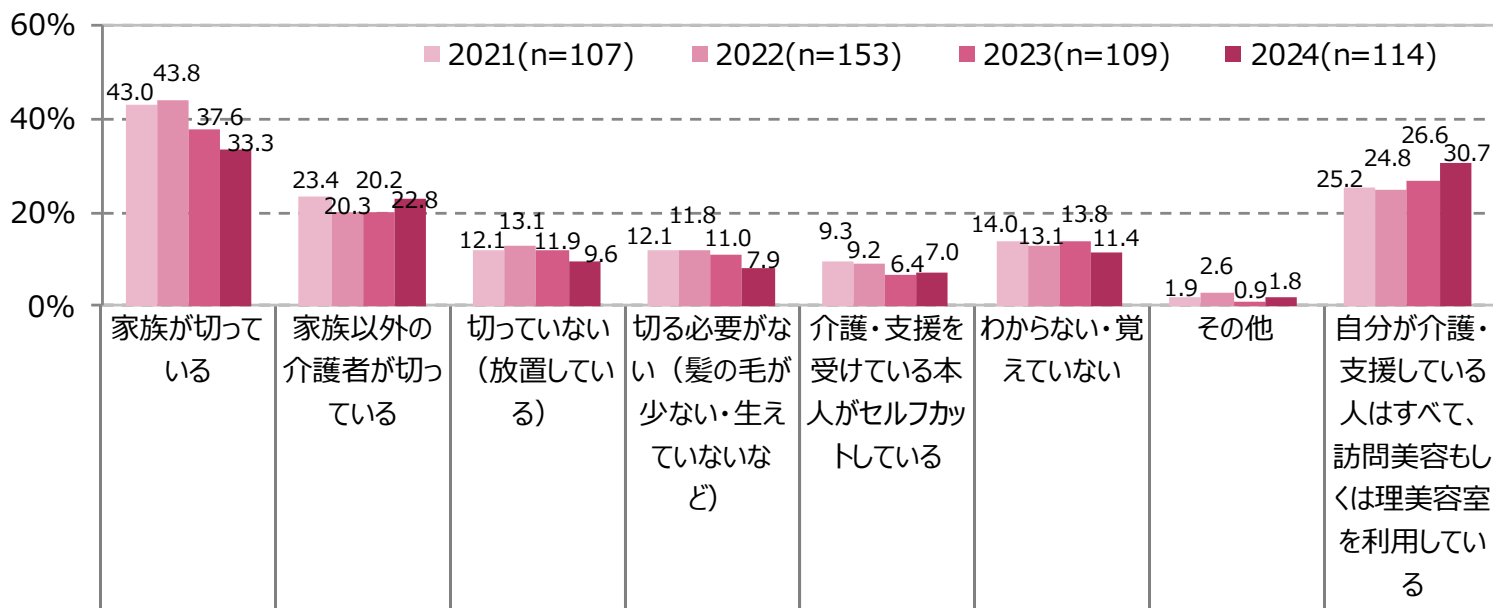 60%
40%
20%
0%
2021(n=107) 2022(n=153) 2023(n=109) 2024(n=114)
43.0 43.8 37.6 33.3
23.4 20.3 20.2 22.8
12.1 13.1 11.9 9.6
12.1 11.8 11.0 7.9
9.3 9.2 6.4 7.0
14.0 13.1 13.8 11.4
1.9 2.6 0.9 1.8
25.2 24.8 26.6 30.7
家族が切って
いる
家族以外の
介護者が切っ
ている
切っていない
（放置してい
る）
切る必要がな
い（髪の毛が
少ない・生え
ていないな
ど）
介護・支援を
受けている本
人がセルフカッ
トしている
わからない・覚
えていない
その他
自分が介護・
支援している
人はすべて、
訪問美容もし
くは理美容室
を利用してい
る